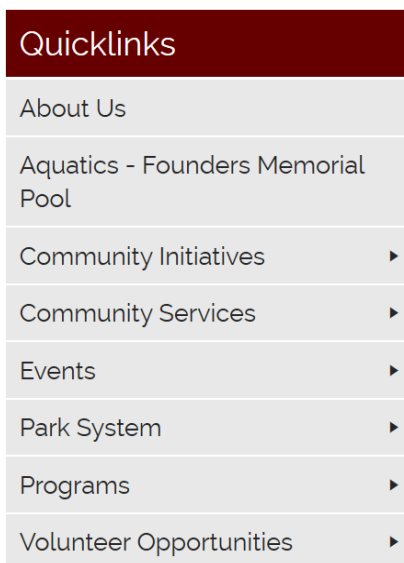 Quicklinks
About Us
Aquatics - Founders Memorial
Pool
Community Initiatives
Community Services
Events
Park System
Programs
Volunteer Opportunities